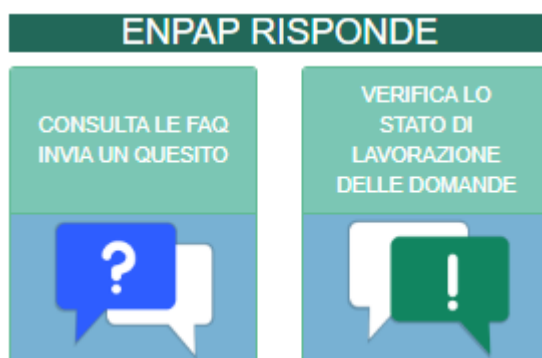 ENPAP RISPONDE
CONSULTA LE FAQ
INVIA UN QUESITO
VERIFICA LO
STATO DI
LAVORAZIONE
DELLE DOMANDE
?
!